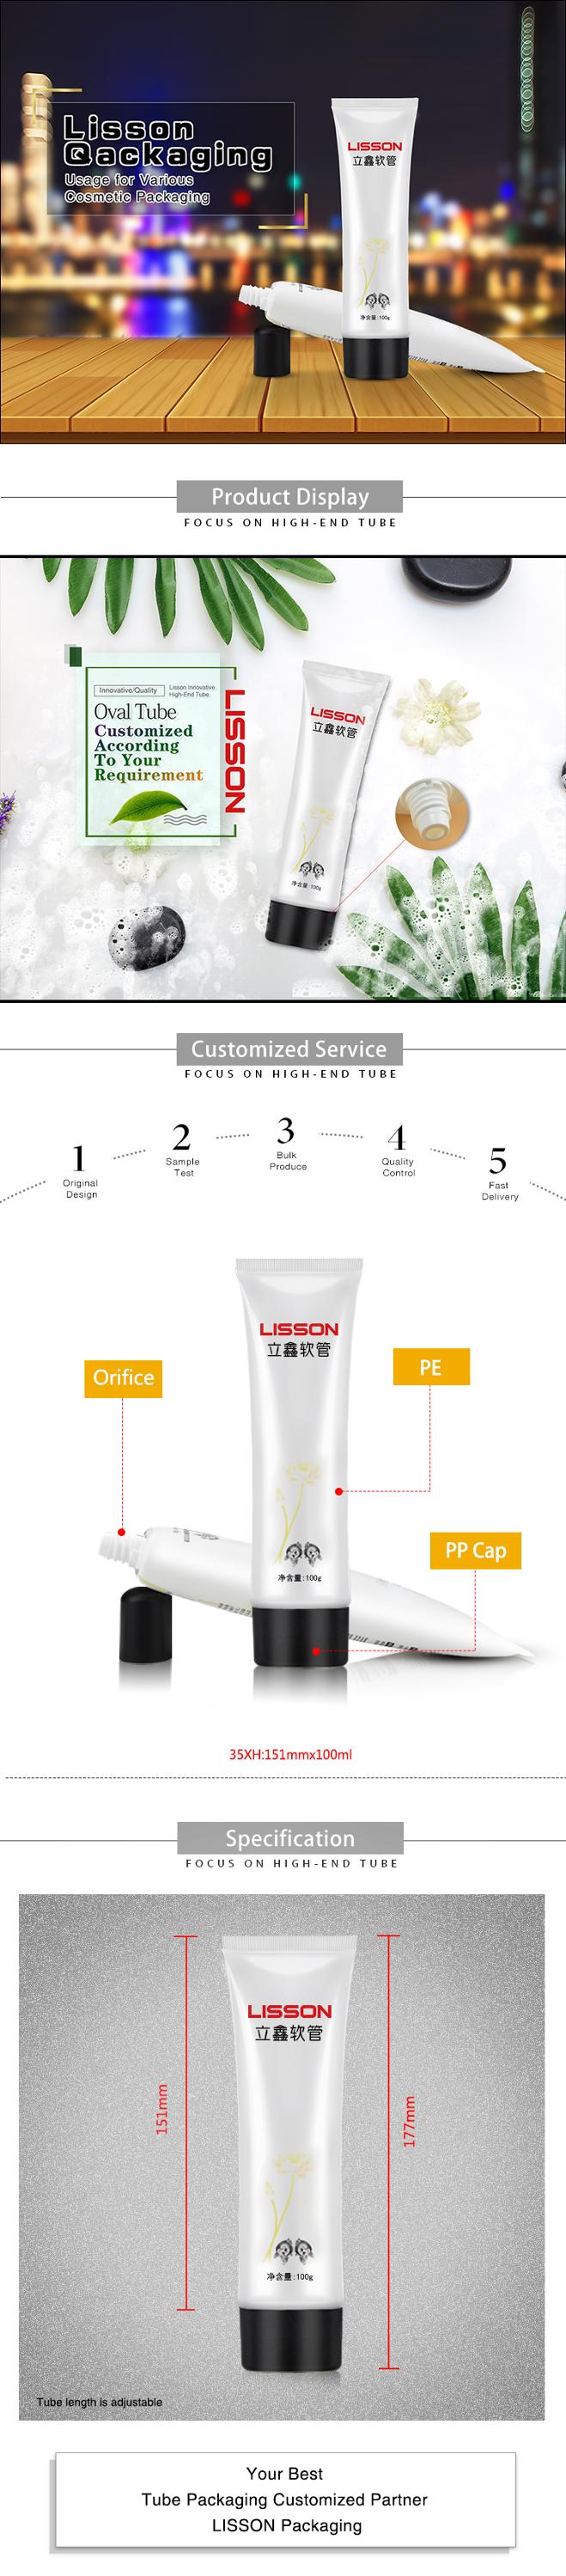 Lisson
Qackaging
Usage for Various
Cosmetic Packaging
LISSON
立鑫软管
净含量:100g
Product Display
FOCUS ON HIGH-END TUBE
Innovative/Quality
Lisson Innovative,
High-End Tube.
Oval Tube
Customized
According
To Your
Requirement
LISSON
LISSON
立鑫软管
净含量:100g
Customized Service
FOCUS ON HIGH-END TUBE
1
Original
Design
2
Sample
Test
3
Bulk
Produce
4
Quality
Control
5
Fast
Delivery
LISSON
立鑫软管
Orifice
PE
PP Cap
净含量:100g
35XH:151mmx100ml
Specification
FOCUS ON HIGH-END TUBE
LISSON
立鑫软管
151mm
177mm
净含量:100g
Tube length is adjustable
Your Best
Tube Packaging Customized Partner
LISSON Packaging